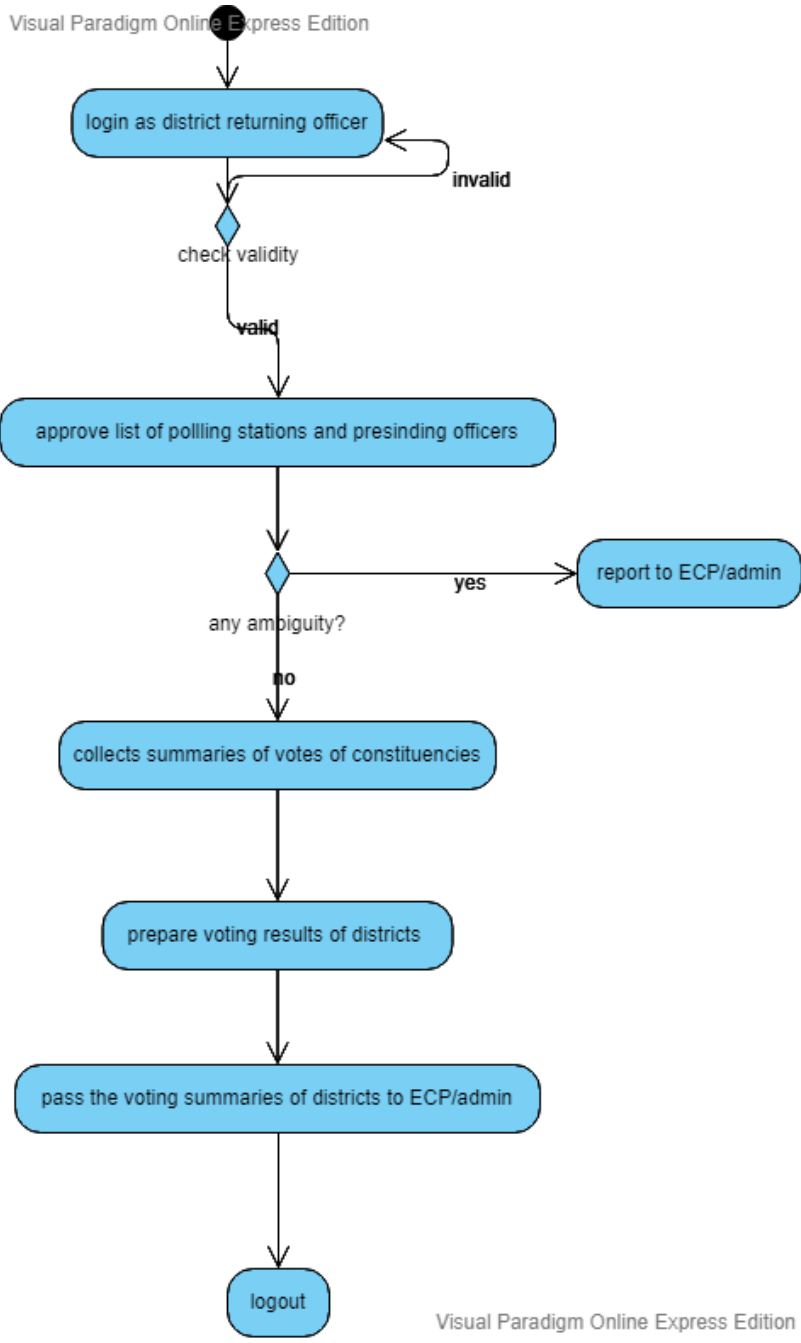 Visual Paradigm Online Express Edition
login as district returning officer
invalid
check validity
valid
approve list of pollling stations and presinding officers
report to ECP/admin
yes
any ambiguity?
no
collects summaries of votes of constituencies
prepare voting results of districts
pass the voting summaries of districts to ECP/admin
logout
Visual Paradigm Online Express Edition